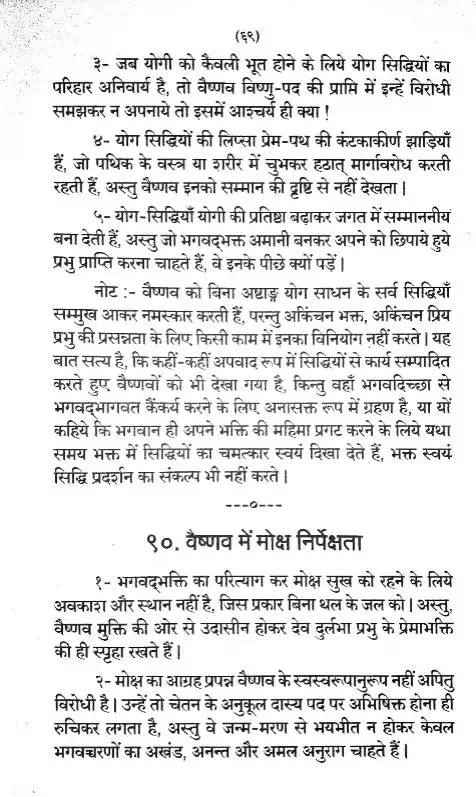 (६९)
३- जब योगी को कैवली भूत होने के लिये योग सिद्धियों का
परिहार अनिवार्य है, तो वैष्णव विष्णु-पद की प्राप्ति में इन्हें विरोधी
समझकर न अपनाये तो इसमें आश्चर्य ही क्या !
४- योग सिद्धियों की लिप्सा प्रेम-पथ की कंटकाकीर्ण झाड़ियाँ
हैं, जो पथिक के वस्त्र या शरीर में चुभकर हठात् मार्गावरोध करती
रहती हैं, अस्तु वैष्णव इनको सम्मान की दृष्टि से नहीं देखता।
५- योग-सिद्धियाँ योगी की प्रतिष्ठा बढ़ाकर जगत में सम्माननीय
बना देती हैं, अस्तु जो भगवद्भक्त अमानी बनकर अपने को छिपाये हुये
प्रभु प्राप्ति करना चाहते हैं, वे इनके पीछे क्यों पड़ें।
नोट :- वैष्णव को बिना अष्टाङ्ग योग साधन के सर्व सिद्धियाँ
सम्मुख आकर नमस्कार करती हैं, परन्तु अकिंचन भक्त, अकिंचन प्रिय
प्रभु की प्रसन्नता के लिए किसी काम में इनका विनियोग नहीं करते। यह
बात सत्य है, कि कहीं-कहीं अपवाद रूप में सिद्धियों से कार्य सम्पादित
करते हुए वैष्णवों को भी देखा गया है, किन्तु वहाँ भगवदिच्छा से
भगवद्भागवत कैंकर्य करने के लिए अनासक्त रूप में ग्रहण है, या यों
कहिये कि भगवान ही अपने भक्ति की महिमा प्रगट करने के लिये यथा
समय भक्त में सिद्धियों का चमत्कार स्वयं दिखा देते हैं, भक्त स्वयं
सिद्धि प्रदर्शन का संकल्प भी नहीं करते।
---०---
९०. वैष्णव में मोक्ष निर्पेक्षता
१- भगवद्भक्ति का परित्याग कर मोक्ष सुख को रहने के लिये
अवकाश और स्थान नहीं है, जिस प्रकार बिना थल के जल को। अस्तु,
वैष्णव मुक्ति की ओर से उदासीन होकर देव दुर्लभा प्रभु के प्रेमाभक्ति
की ही स्पृहा रखते हैं।
२- मोक्ष का आग्रह प्रपन्न वैष्णव के स्वस्वरूपानुरूप नहीं अपितु
विरोधी है। उन्हें तो चेतन के अनुकूल दास्य पद पर अभिषिक्त होना ही
रुचिकर लगता है, अस्तु वे जन्म-मरण से भयभीत न होकर केवल
भगवच्चरणों का अखंड, अनन्त और अमल अनुराग चाहते हैं।